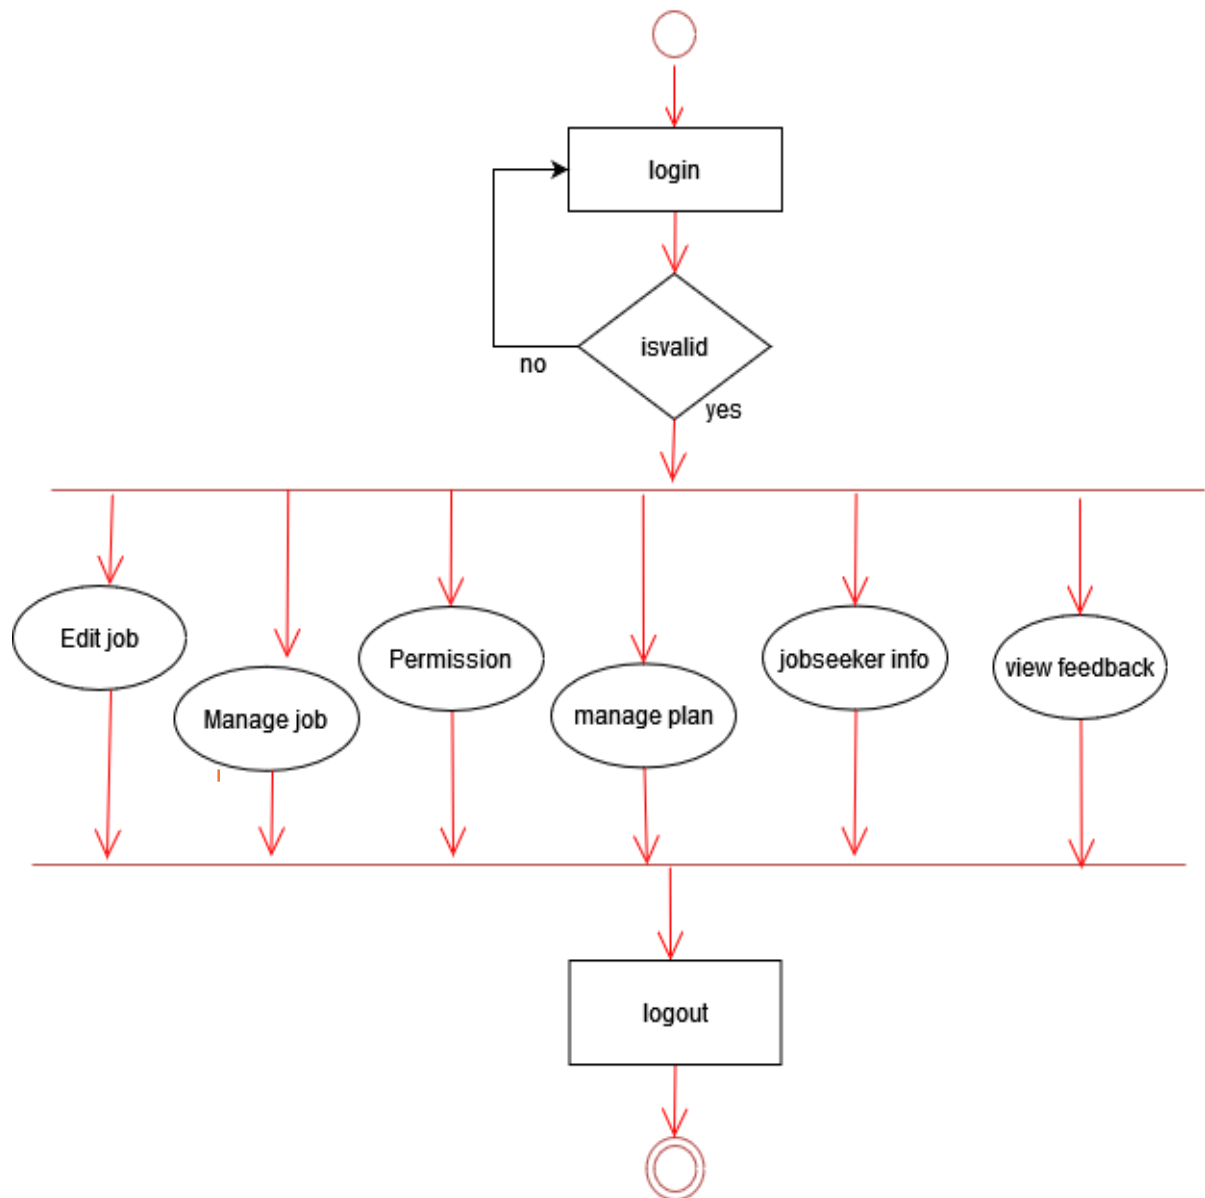 login
isvalid
no
yes
Edit job
Manage job
Permission
manage plan
jobseeker info
view feedback
logout